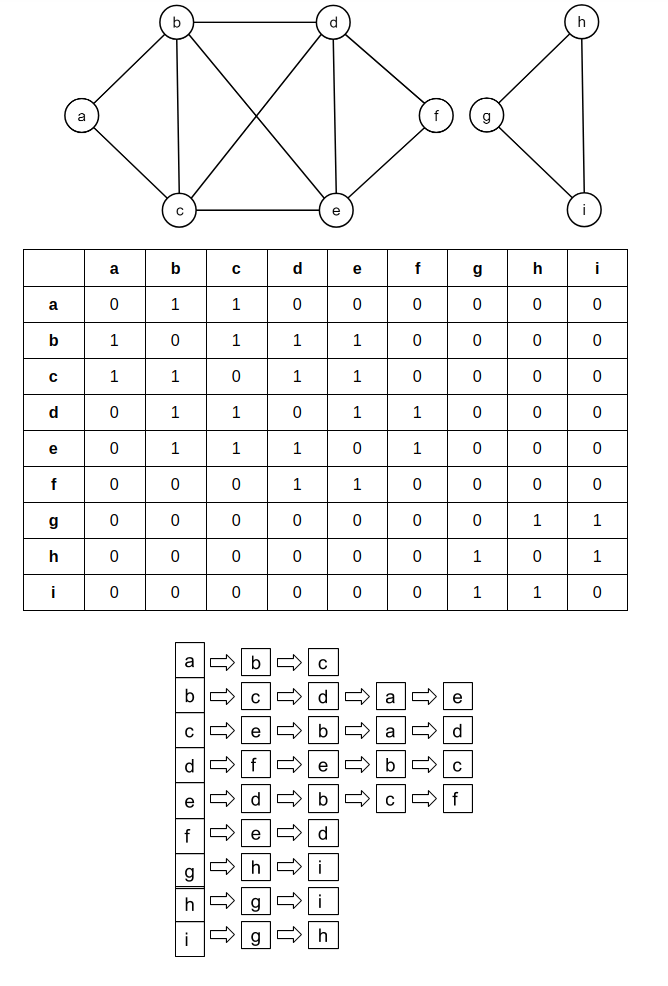 b d h
a f g
c e i
a b c d e f g h i
a 0 1 1 0 0 0 0 0 0
b 1 0 1 1 1 0 0 0 0
c 1 1 0 1 1 0 0 0 0
d 0 1 1 0 1 1 0 0 0
e 0 1 1 1 0 1 0 0 0
f 0 0 0 1 1 0 0 0 0
g 0 0 0 0 0 0 0 1 1
h 0 0 0 0 0 0 1 0 1
i 0 0 0 0 0 0 1 1 0
a b c
b c d a e
c e b a d
d f e b c
e d b c f
f e d
g h i
h g i
i g h